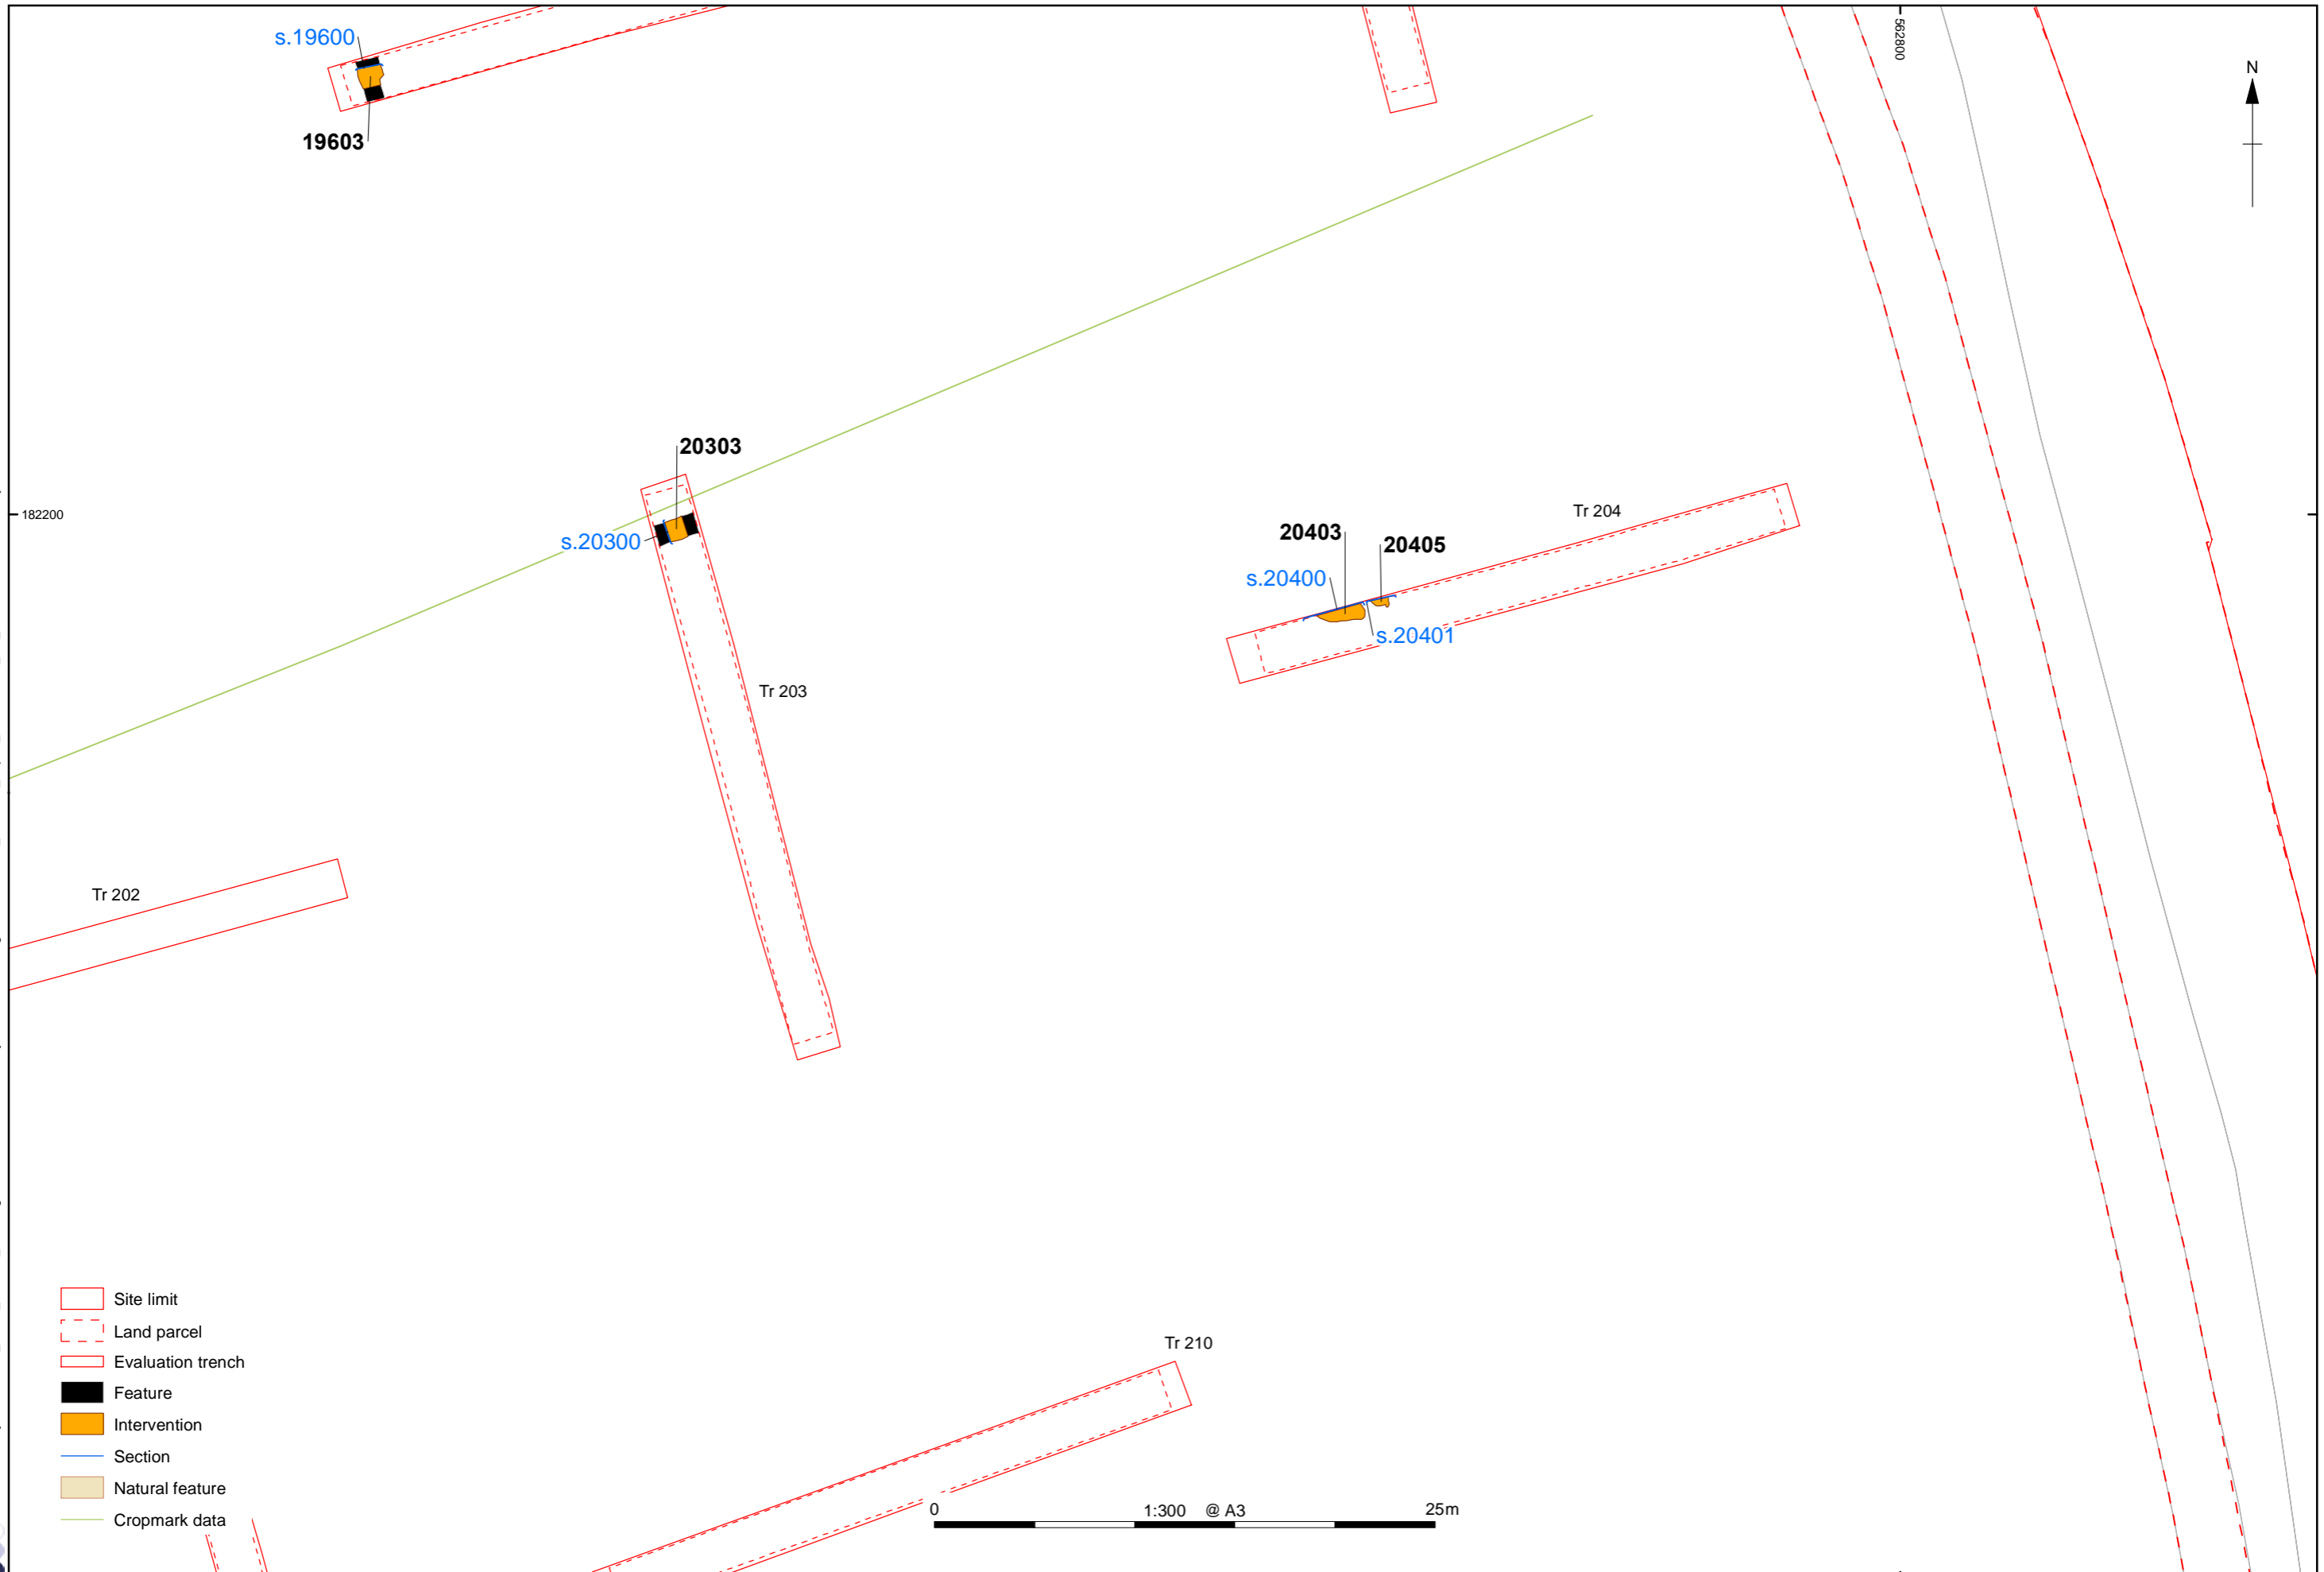 s.19600
562800
N
19603
20303
182200
Tr 204
20403
s.20300
20405
s.20400
s.20401
Tr 203
Tr 202
Site limit
Land parcel
Evaluation trench
Feature
Intervention
Section
Natural feature
Cropmark data
Tr 210
0 1:300 @ A3 25m